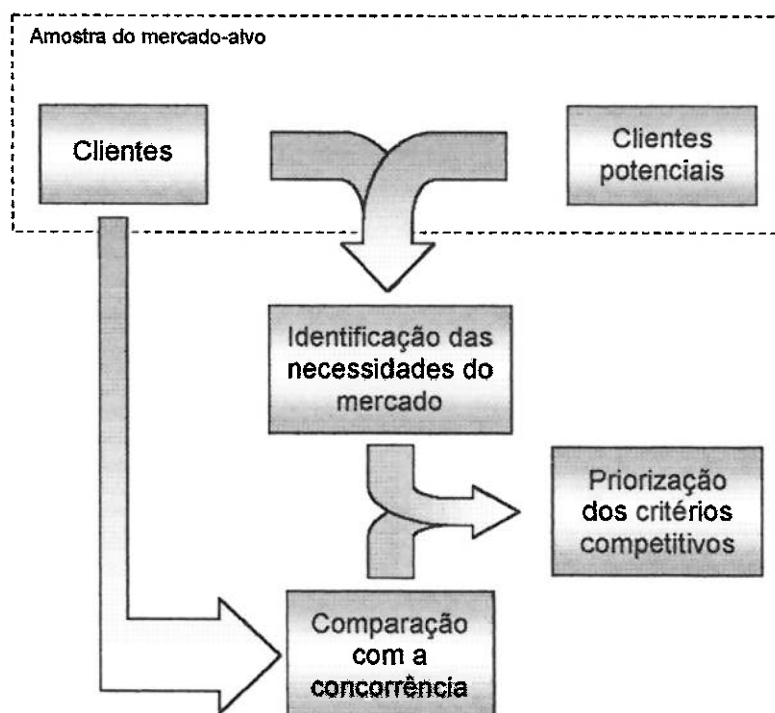 Amostra do mercado-alvo
Clientes
Clientes
potenciais
Identificação das
necessidades do
mercado
Priorização
dos critérios
competitivos
Comparação
com a
concorrência